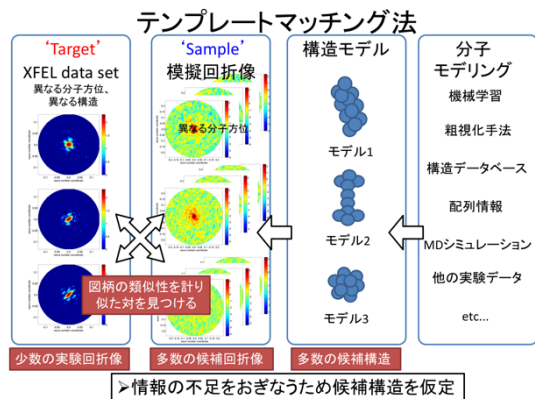 テンプレートマッチング法
'Target'
XFEL data set
異なる分子方位、
異なる構造
'Sample'
模擬回折像
異なる分子方位
構造モデル
モデル1
モデル2
モデル3
分子
モデリング
機械学習
粗視化手法
構造データベース
配列情報
MDシミュレーション
他の実験データ
etc...
図柄の類似性を計り
似た対を見つける
少数の実験回折像
多数の候補回折像
多数の候補構造
➢情報の不足をおぎなうため候補構造を仮定